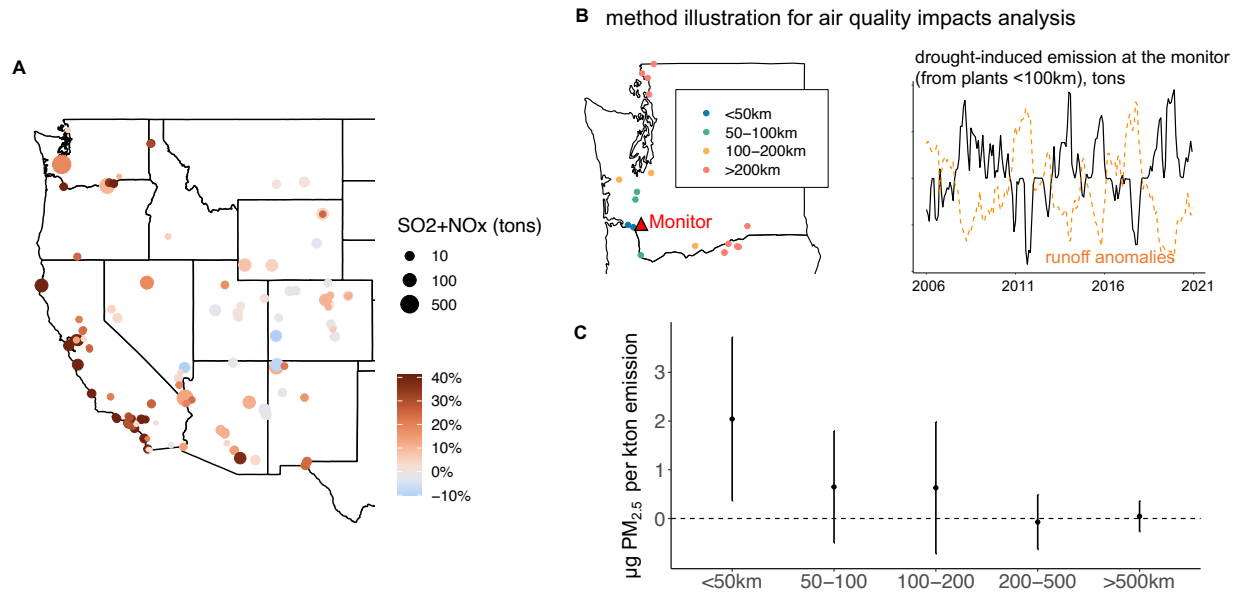 A
SO2+NOx (tons)
10
100
500
40%
30%
20%
10%
0%
−10%
B method illustration for air quality impacts analysis
<50km
50−100km
100−200km
>200km
Monitor
drought-induced emission at the monitor
(from plants <100km), tons
runoff anomalies
2006 2011 2016 2021
C
µg PM2.5 per kton emission
3
2
1
0
<50km 50−100 100−200 200−500 >500km